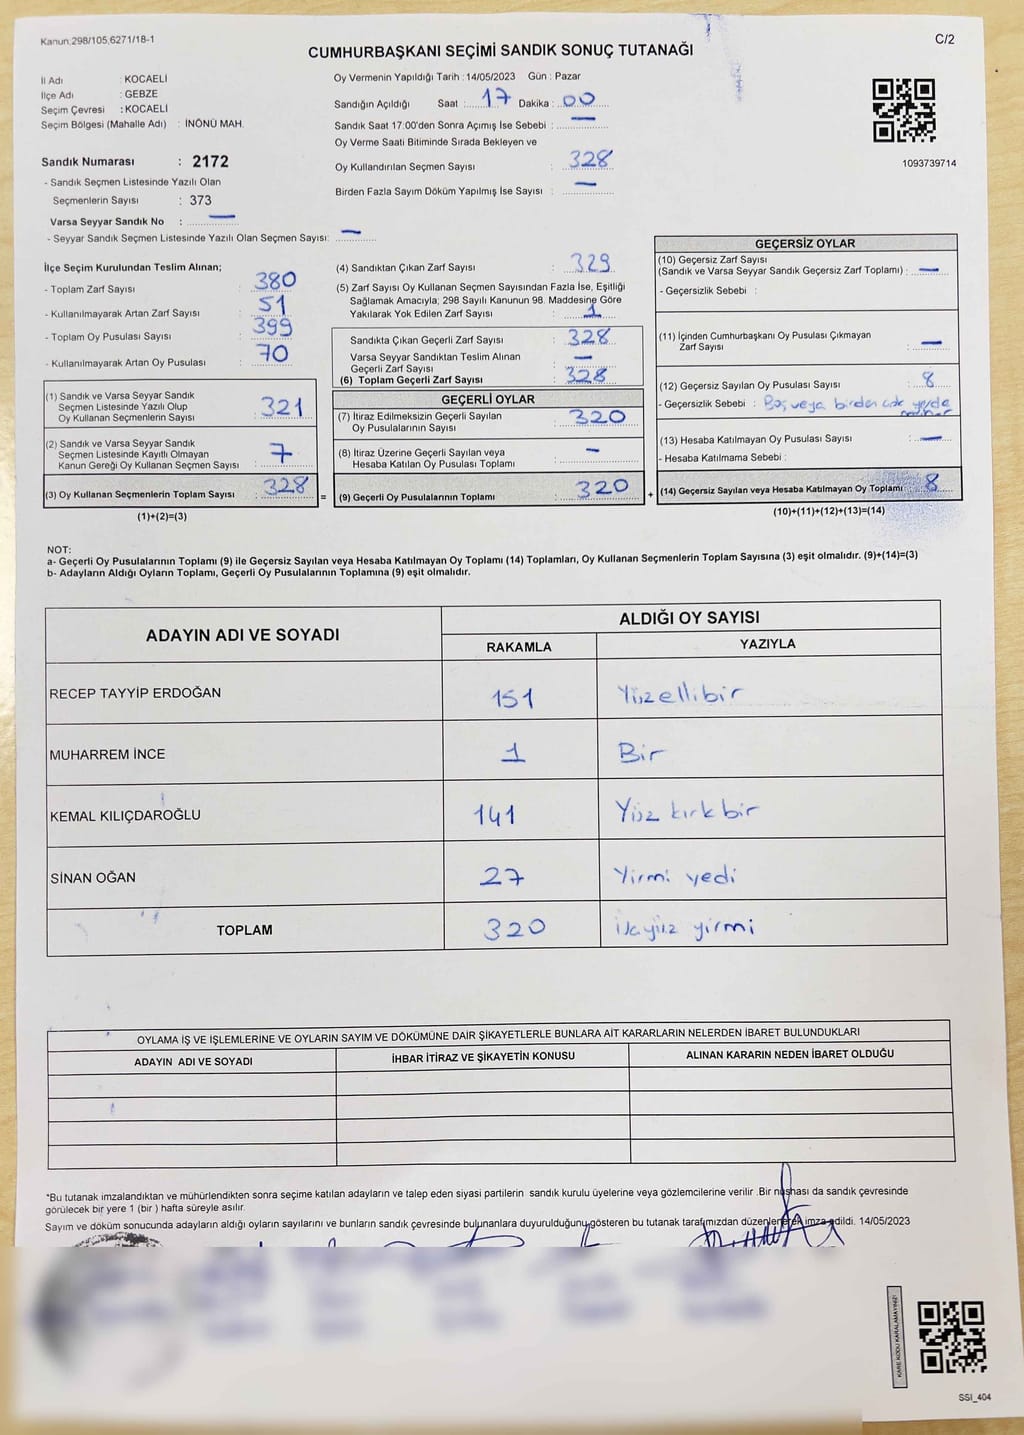 Kanun:298/105,6271/18-1
C/2
CUMHURBAŞKANI SEÇİMİ SANDIK SONUÇ TUTANAĞI
İl Adı : KOCAELİ
İlçe Adı : GEBZE
Seçim Çevresi : KOCAELİ
Seçim Bölgesi (Mahalle Adı) : İNÖNÜ MAH.
Sandık Numarası : 2172
- Sandık Seçmen Listesinde Yazılı Olan
Seçmenlerin Sayısı : 373
Varsa Seyyar Sandık No : —
- Seyyar Sandık Seçmen Listesinde Yazılı Olan Seçmen Sayısı: —
Oy Vermenin Yapıldığı Tarih : 14/05/2023 Gün : Pazar
Sandığın Açıldığı Saat : 17 Dakika : 00
Sandık Saat 17:00'den Sonra Açımış İse Sebebi : —
Oy Verme Saati Bitiminde Sırada Bekleyen ve
Oy Kullandırılan Seçmen Sayısı : 328
Birden Fazla Sayım Döküm Yapılmış İse Sayısı : —
1093739714
İlçe Seçim Kurulundan Teslim Alınan;
- Toplam Zarf Sayısı : 380
- Kullanılmayarak Artan Zarf Sayısı : 51
- Toplam Oy Pusulası Sayısı : 399
- Kullanılmayarak Artan Oy Pusulası : 70
(1) Sandık ve Varsa Seyyar Sandık
Seçmen Listesinde Yazılı Olup
Oy Kullanan Seçmenlerin Sayısı : 321
(2) Sandık ve Varsa Seyyar Sandık
Seçmen Listesinde Kayıtlı Olmayan
Kanun Gereği Oy Kullanan Seçmen Sayısı : 7
(3) Oy Kullanan Seçmenlerin Toplam Sayısı : 328
(1)+(2)=(3)
(4) Sandıktan Çıkan Zarf Sayısı : 329
(5) Zarf Sayısı Oy Kullanan Seçmen Sayısından Fazla İse, Eşitliği
Sağlamak Amacıyla; 298 Sayılı Kanunun 98. Maddesine Göre
Yakılarak Yok Edilen Zarf Sayısı : 1
Sandıkta Çıkan Geçerli Zarf Sayısı : 328
Varsa Seyyar Sandıktan Teslim Alınan
Geçerli Zarf Sayısı : —
(6) Toplam Geçerli Zarf Sayısı : 328
GEÇERLİ OYLAR
(7) İtiraz Edilmeksizin Geçerli Sayılan
Oy Pusulalarının Sayısı : 320
(8) İtiraz Üzerine Geçerli Sayılan veya
Hesaba Katılan Oy Pusulası Toplamı : —
= (9) Geçerli Oy Pusulalarının Toplamı : 320
GEÇERSİZ OYLAR
(10) Geçersiz Zarf Sayısı
(Sandık ve Varsa Seyyar Sandık Geçersiz Zarf Toplamı) : —
- Geçersizlik Sebebi :
(11) İçinden Cumhurbaşkanı Oy Pusulası Çıkmayan
Zarf Sayısı : —
(12) Geçersiz Sayılan Oy Pusulası Sayısı : 8
- Geçersizlik Sebebi : Boş veya birden çok yerde
mühür
(13) Hesaba Katılmayan Oy Pusulası Sayısı : —
- Hesaba Katılmama Sebebi :
+ (14) Geçersiz Sayılan veya Hesaba Katılmayan Oy Toplamı : 8
(10)+(11)+(12)+(13)=(14)
NOT:
a- Geçerli Oy Pusulalarının Toplamı (9) ile Geçersiz Sayılan veya Hesaba Katılmayan Oy Toplamı (14) Toplamları, Oy Kullanan Seçmenlerin Toplam Sayısına (3) eşit olmalıdır. (9)+(14)=(3)
b- Adayların Aldığı Oyların Toplamı, Geçerli Oy Pusulalarının Toplamına (9) eşit olmalıdır.
ADAYIN ADI VE SOYADI
ALDIĞI OY SAYISI
RAKAMLA YAZIYLA
RECEP TAYYİP ERDOĞAN 151 Yüzellibir
MUHARREM İNCE 1 Bir
KEMAL KILIÇDAROĞLU 141 Yüz kırk bir
SİNAN OĞAN 27 Yirmi yedi
TOPLAM 320 üçyüz yirmi
OYLAMA İŞ VE İŞLEMLERİNE VE OYLARIN SAYIM VE DÖKÜMÜNE DAİR ŞİKAYETLERLE BUNLARA AİT KARARLARIN NELERDEN İBARET BULUNDUKLARI
ADAYIN ADI VE SOYADI İHBAR İTİRAZ VE ŞİKAYETİN KONUSU ALINAN KARARIN NEDEN İBARET OLDUĞU
*Bu tutanak imzalandıktan ve mühürlendikten sonra seçime katılan adayların ve talep eden siyasi partilerin sandık kurulu üyelerine veya gözlemcilerine verilir .Bir nüshası da sandık çevresinde
görülecek bir yere 1 (bir ) hafta süreyle asılır.
Sayım ve döküm sonucunda adayların aldığı oyların sayılarını ve bunların sandık çevresinde bulunanlara duyurulduğunu gösteren bu tutanak tarafımızdan düzenlenerek imza edildi. 14/05/2023
KARE KODU KARALAMAYINIZ!
SSI_404